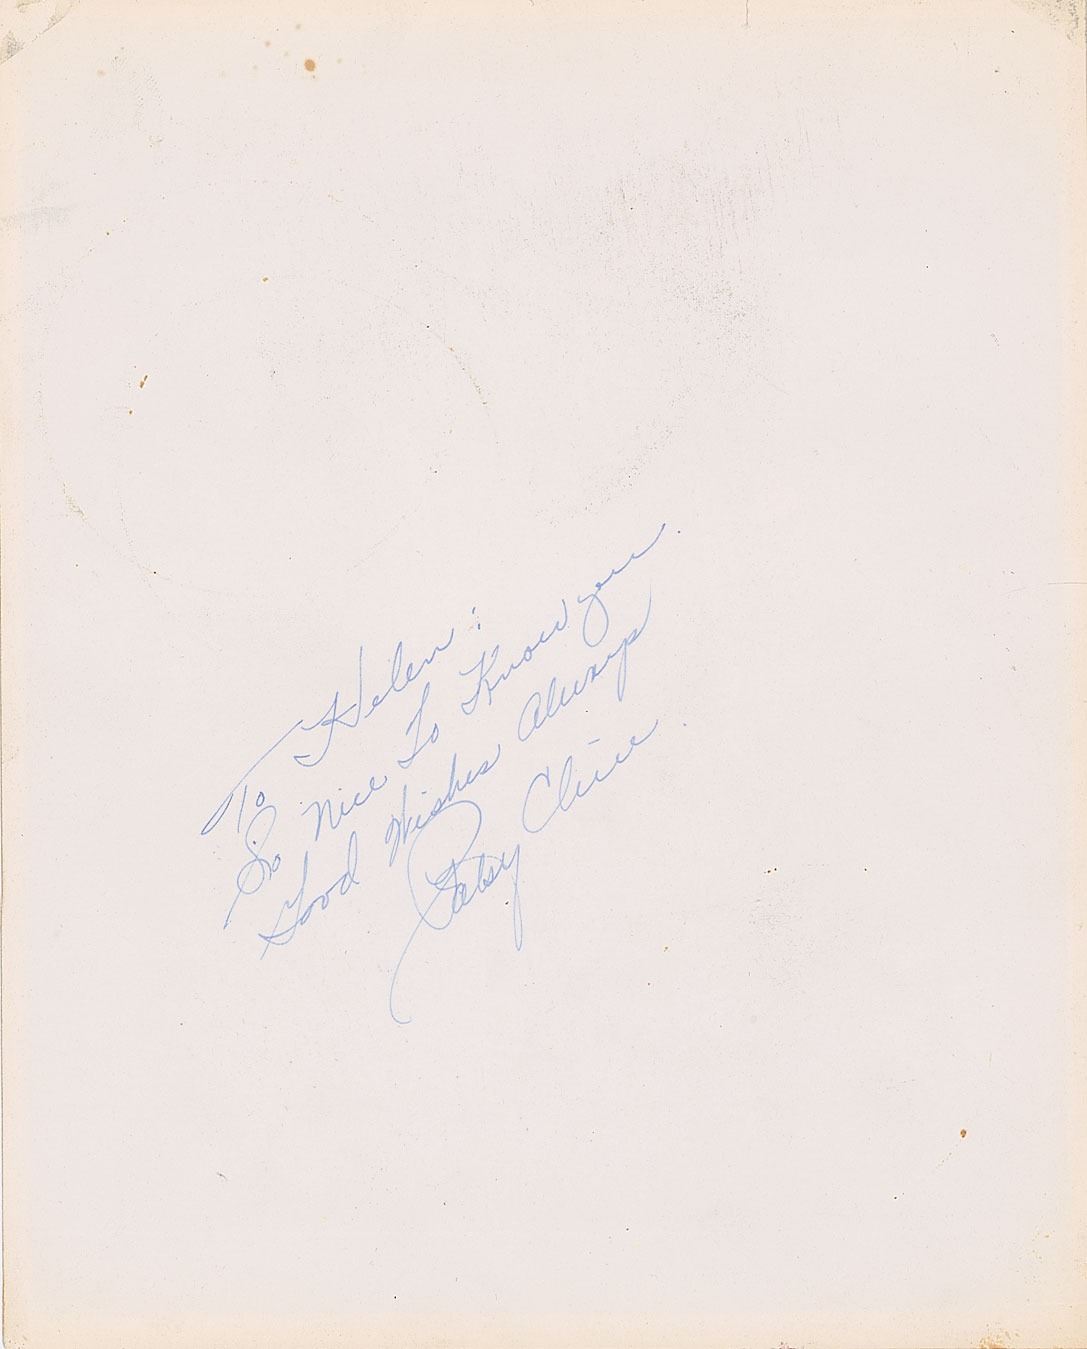 To Helen:
So Nice To Know you.
Good Wishes Always
Patsy Cline.